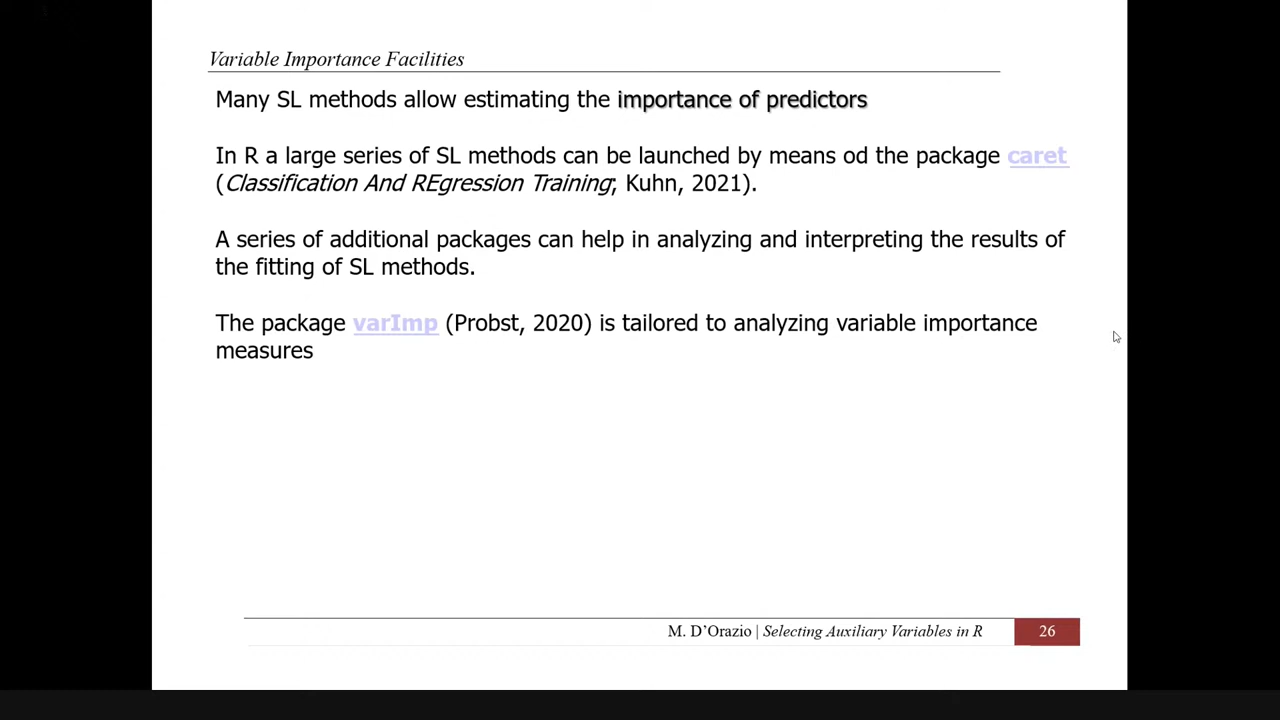 Variable Importance Facilities
Many SL methods allow estimating the importance of predictors
In R a large series of SL methods can be launched by means od the package caret
(Classification And REgression Training; Kuhn, 2021).
A series of additional packages can help in analyzing and interpreting the results of
the fitting of SL methods.
The package varImp (Probst, 2020) is tailored to analyzing variable importance
measures
M. D’Orazio | Selecting Auxiliary Variables in R 26